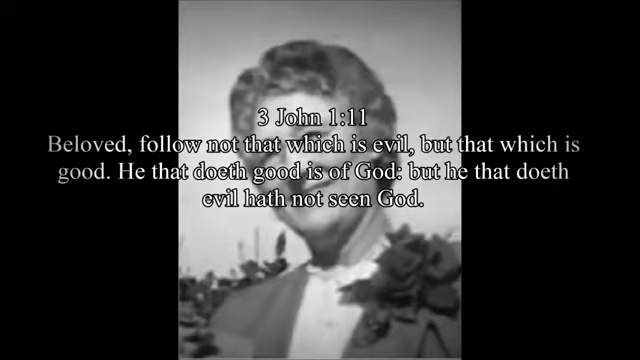 3 John 1:11
Beloved, follow not that which is evil, but that which is
good. He that doeth good is of God: but he that doeth
evil hath not seen God.